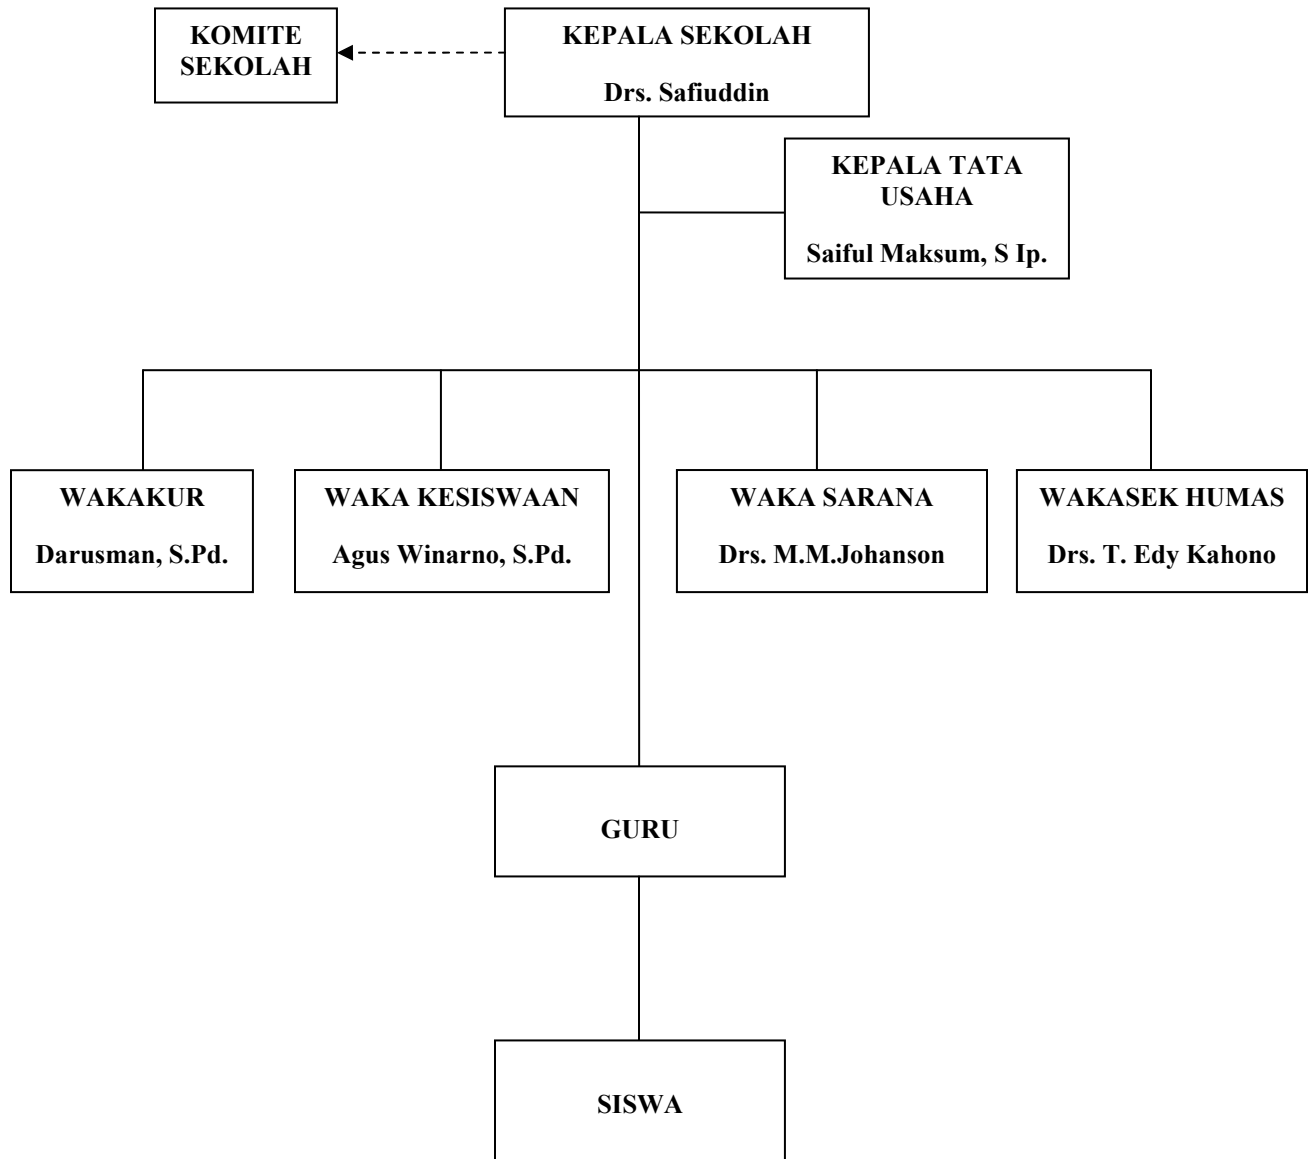 KOMITE
SEKOLAH
KEPALA SEKOLAH
Drs. Safiuddin
KEPALA TATA
USAHA
Saiful Maksum, S Ip.
WAKAKUR
Darusman, S.Pd.
WAKA KESISWAAN
Agus Winarno, S.Pd.
WAKA SARANA
Drs. M.M.Johanson
WAKASEK HUMAS
Drs. T. Edy Kahono
GURU
SISWA